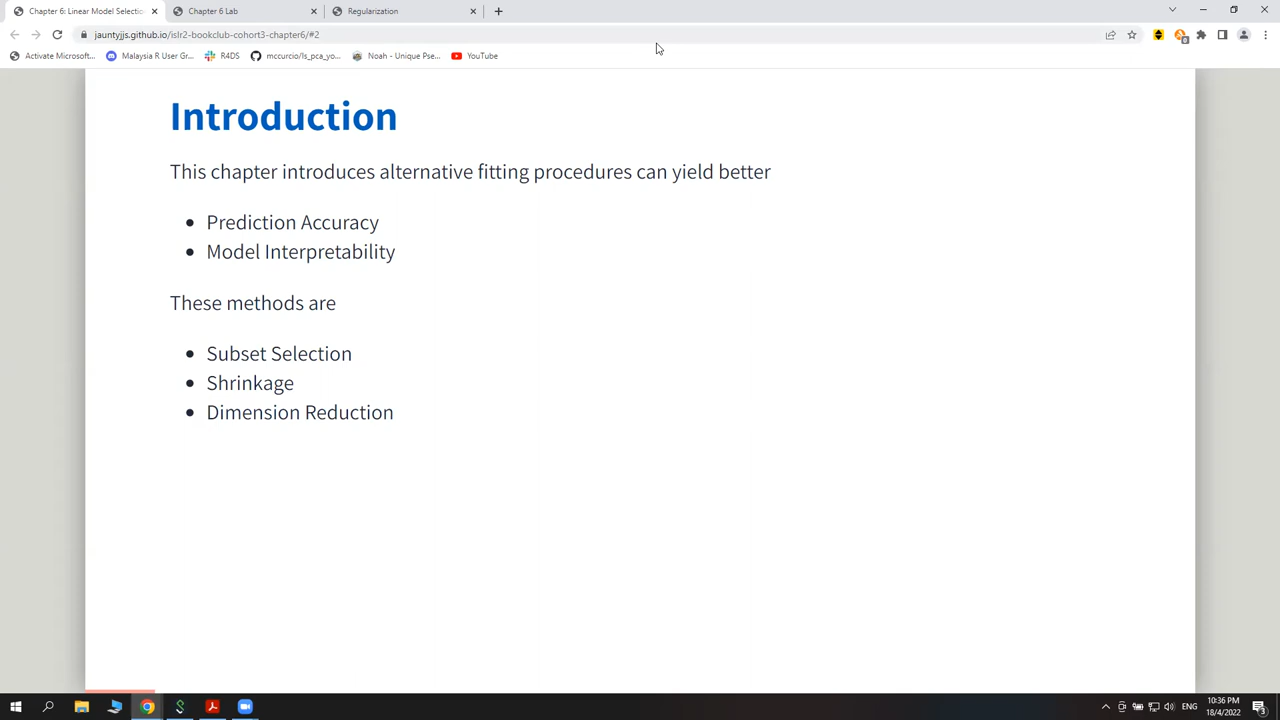 Chapter 6: Linear Model Selectio
Chapter 6 Lab
Regularization
jauntyjjs.github.io/islr2-bookclub-cohort3-chapter6/#2
Activate Microsoft...
Malaysia R User Gr...
R4DS
mccurcio/Is_pca_yo...
Noah - Unique Pse...
YouTube
Introduction
This chapter introduces alternative fitting procedures can yield better
Prediction Accuracy
Model Interpretability
These methods are
Subset Selection
Shrinkage
Dimension Reduction
ENG
10:36 PM
18/4/2022